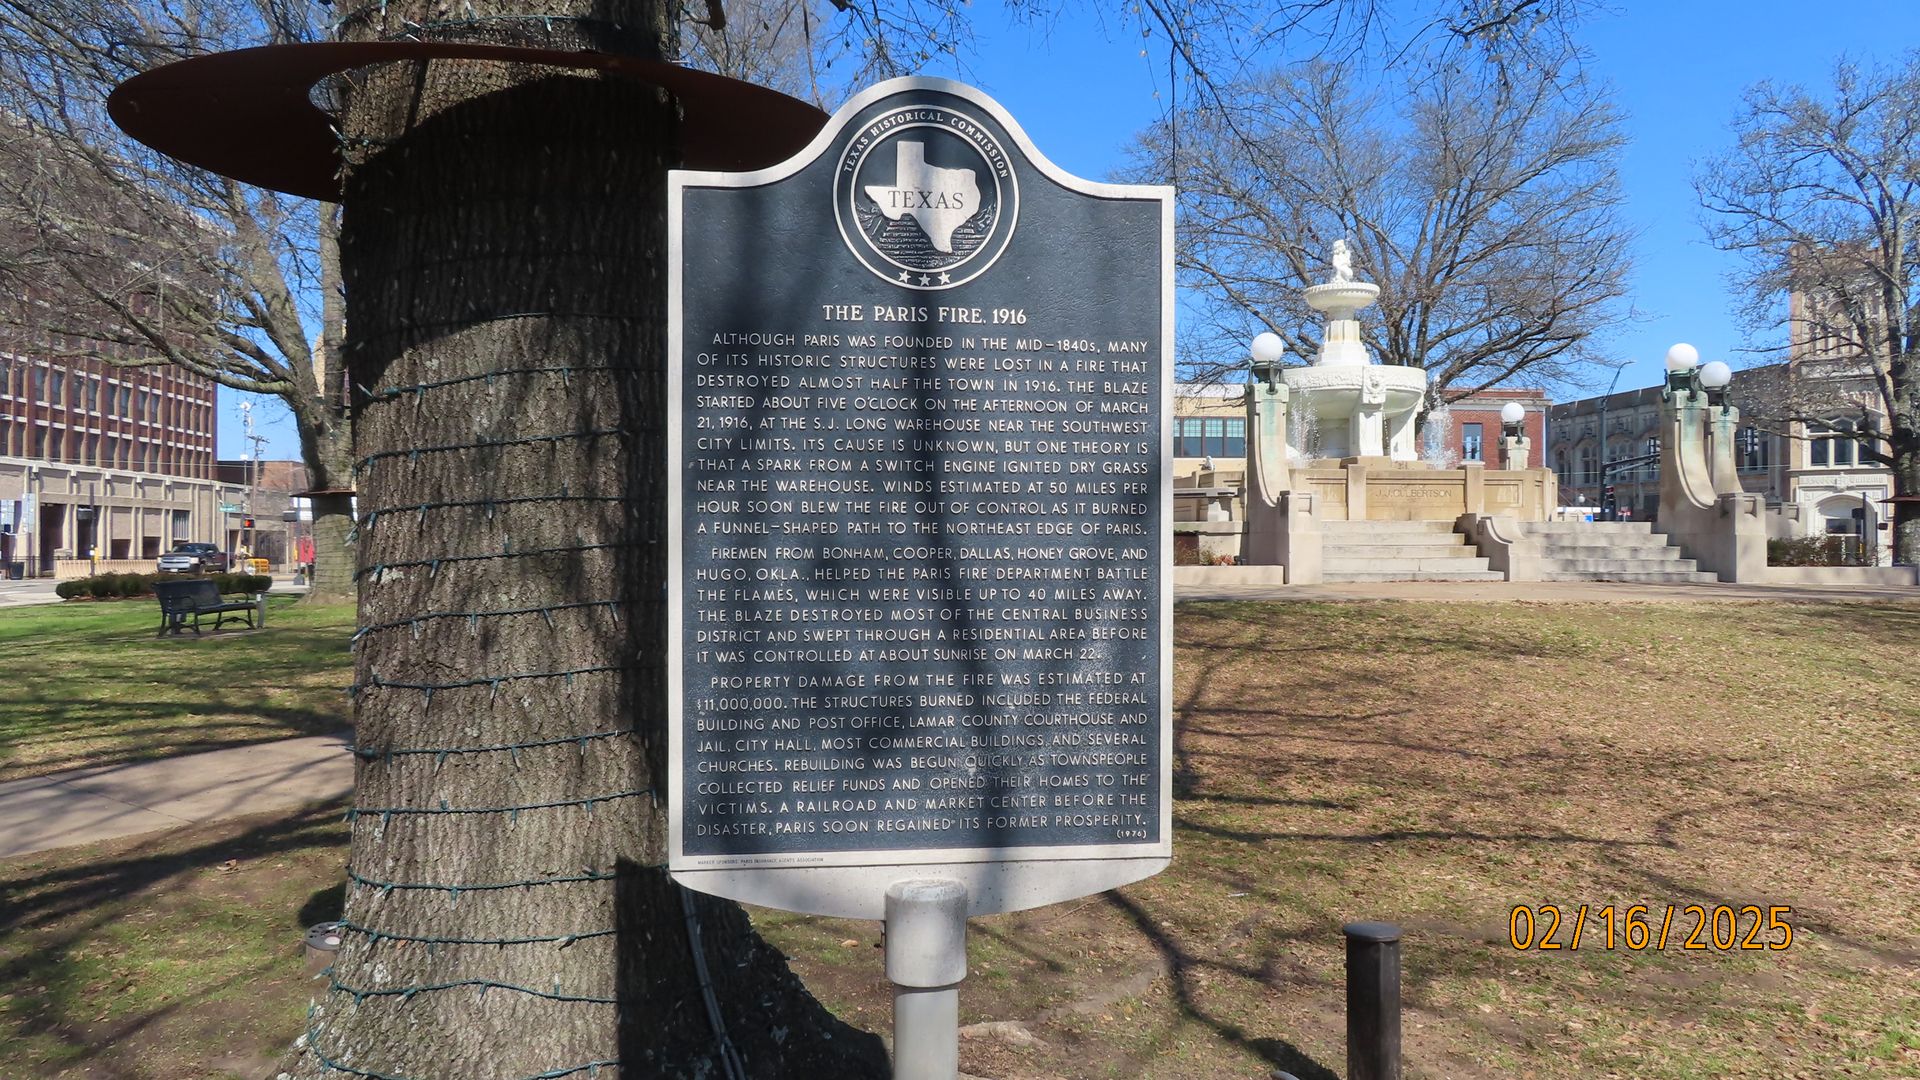 TEXAS HISTORICAL COMMISSION
TEXAS
THE PARIS FIRE, 1916
ALTHOUGH PARIS WAS FOUNDED IN THE MID-1840s, MANY
OF ITS HISTORIC STRUCTURES WERE LOST IN A FIRE THAT
DESTROYED ALMOST HALF THE TOWN IN 1916. THE BLAZE
STARTED ABOUT FIVE O'CLOCK ON THE AFTERNOON OF MARCH
21, 1916, AT THE S.J. LONG WAREHOUSE NEAR THE SOUTHWEST
CITY LIMITS. ITS CAUSE IS UNKNOWN, BUT ONE THEORY IS
THAT A SPARK FROM A SWITCH ENGINE IGNITED DRY GRASS
NEAR THE WAREHOUSE. WINDS ESTIMATED AT 50 MILES PER
HOUR SOON BLEW THE FIRE OUT OF CONTROL AS IT BURNED
A FUNNEL-SHAPED PATH TO THE NORTHEAST EDGE OF PARIS.
FIREMEN FROM BONHAM, COOPER, DALLAS, HONEY GROVE, AND
HUGO, OKLA., HELPED THE PARIS FIRE DEPARTMENT BATTLE
THE FLAMES, WHICH WERE VISIBLE UP TO 40 MILES AWAY.
THE BLAZE DESTROYED MOST OF THE CENTRAL BUSINESS
DISTRICT AND SWEPT THROUGH A RESIDENTIAL AREA BEFORE
IT WAS CONTROLLED AT ABOUT SUNRISE ON MARCH 22.
PROPERTY DAMAGE FROM THE FIRE WAS ESTIMATED AT
$11,000,000. THE STRUCTURES BURNED INCLUDED THE FEDERAL
BUILDING AND POST OFFICE, LAMAR COUNTY COURTHOUSE AND
JAIL, CITY HALL, MOST COMMERCIAL BUILDINGS, AND SEVERAL
CHURCHES. REBUILDING WAS BEGUN QUICKLY AS TOWNSPEOPLE
COLLECTED RELIEF FUNDS AND OPENED THEIR HOMES TO THE
VICTIMS. A RAILROAD AND MARKET CENTER BEFORE THE
DISASTER, PARIS SOON REGAINED ITS FORMER PROSPERITY.
(1976)
MARKER SPONSORS: PARIS INSURANCE AGENTS ASSOCIATION
J.J. CULBERTSON
02/16/2025